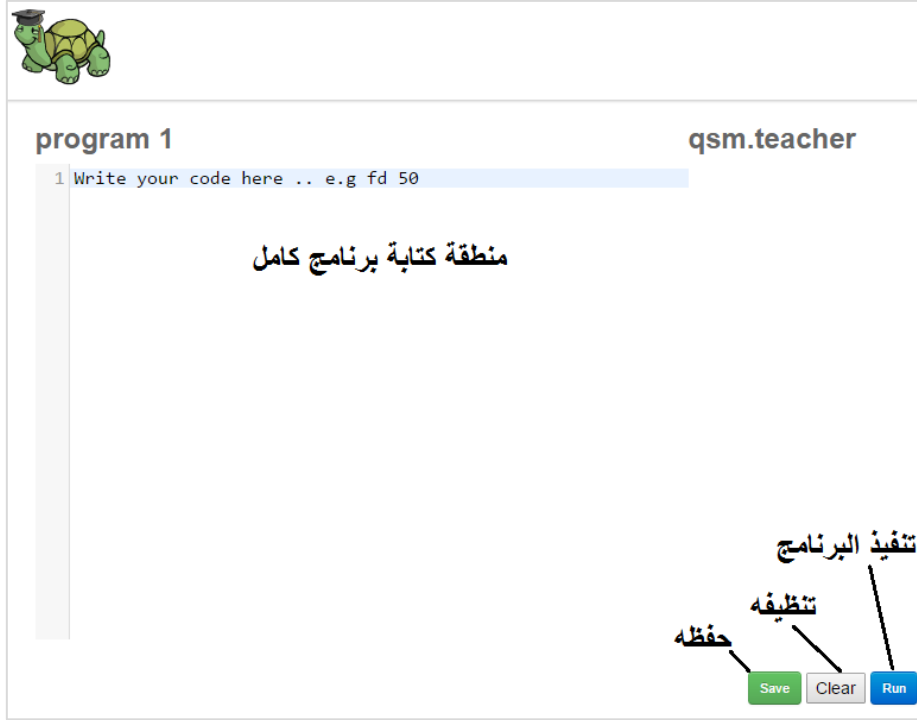 program 1
qsm.teacher
1 Write your code here .. e.g fd 50
منطقة كتابة برنامج كامل
تنفيذ البرنامج
تنظيفه
حفظه
Save Clear Run